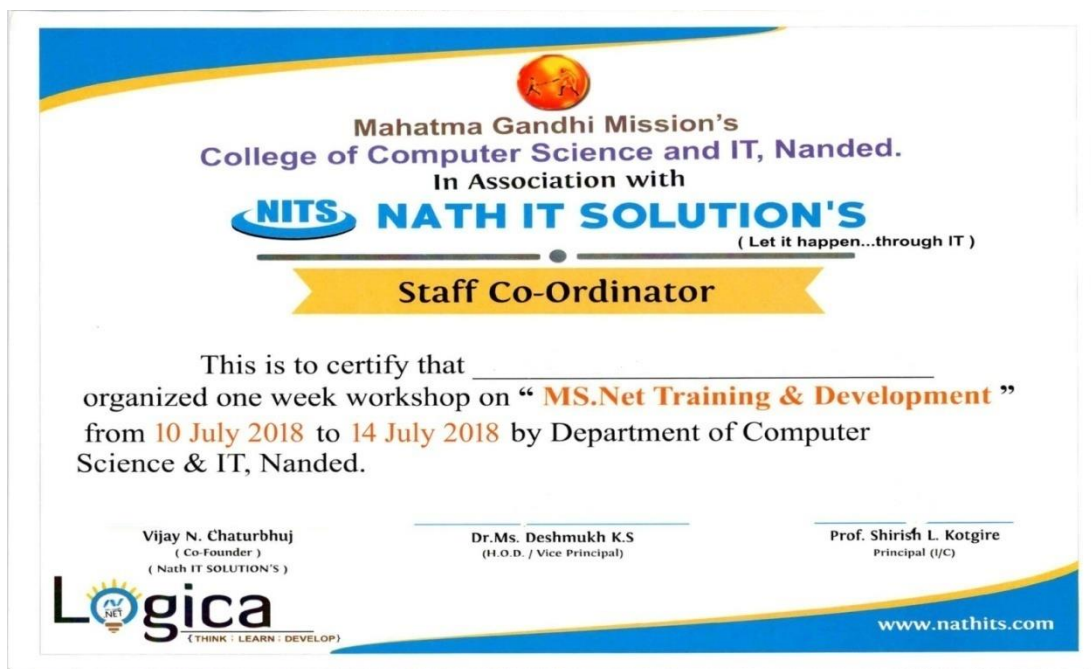 Mahatma Gandhi Mission's
College of Computer Science and IT, Nanded.
In Association with
NITS NATH IT SOLUTION'S
( Let it happen...through IT )
Staff Co-Ordinator
This is to certify that
organized one week workshop on “ MS.Net Training & Development ”
from 10 July 2018 to 14 July 2018 by Department of Computer
Science & IT, Nanded.
Vijay N. Chaturbhuj
( Co-Founder )
( Nath IT SOLUTION'S )
Dr.Ms. Deshmukh K.S
(H.O.D. / Vice Principal)
Prof. Shirish L. Kotgire
Principal (I/C)
Logica
NET
{THINK : LEARN : DEVELOP}
www.nathits.com